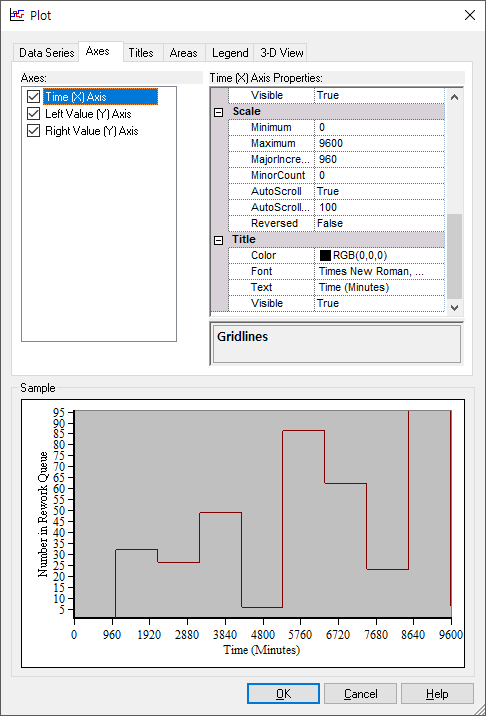 Plot
Data Series Axes Titles Areas Legend 3-D View
Axes:
Time (X) Axis
Left Value (Y) Axis
Right Value (Y) Axis
Time (X) Axis Properties:
Visible True
Scale
Minimum 0
Maximum 9600
MajorIncre... 960
MinorCount 0
AutoScroll True
AutoScroll... 100
Reversed False
Title
Color RGB(0,0,0)
Font Times New Roman, ...
Text Time (Minutes)
Visible True
Gridlines
Sample
Number in Rework Queue
95
90
85
80
75
70
65
60
55
50
45
40
35
30
25
20
15
10
5
0 960 1920 2880 3840 4800 5760 6720 7680 8640 9600
Time (Minutes)
OK Cancel Help